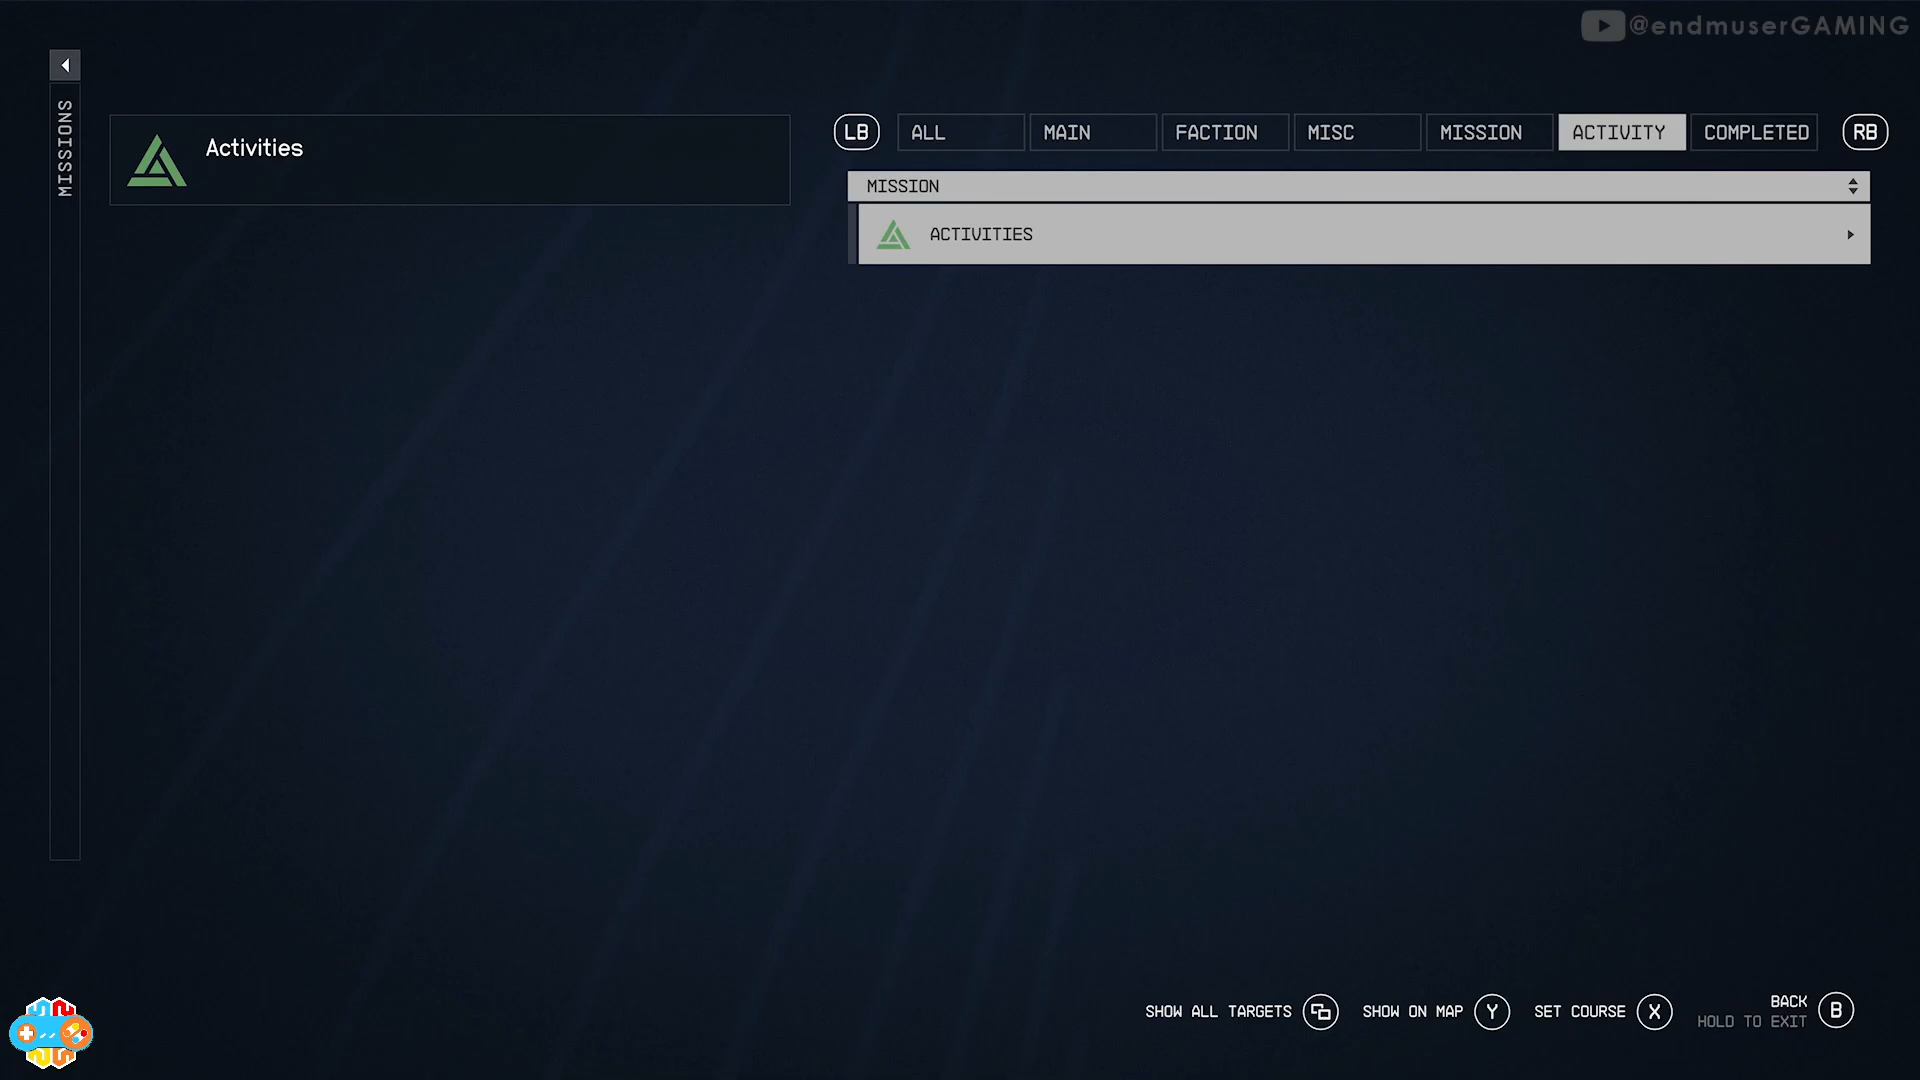 @endmuserGAMING
MISSIONS
Activities
LB
ALL
MAIN
FACTION
MISC
MISSION
ACTIVITY
COMPLETED
RB
MISSION
ACTIVITIES
SHOW ALL TARGETS
SHOW ON MAP
Y
SET COURSE
X
BACK
HOLD TO EXIT
B